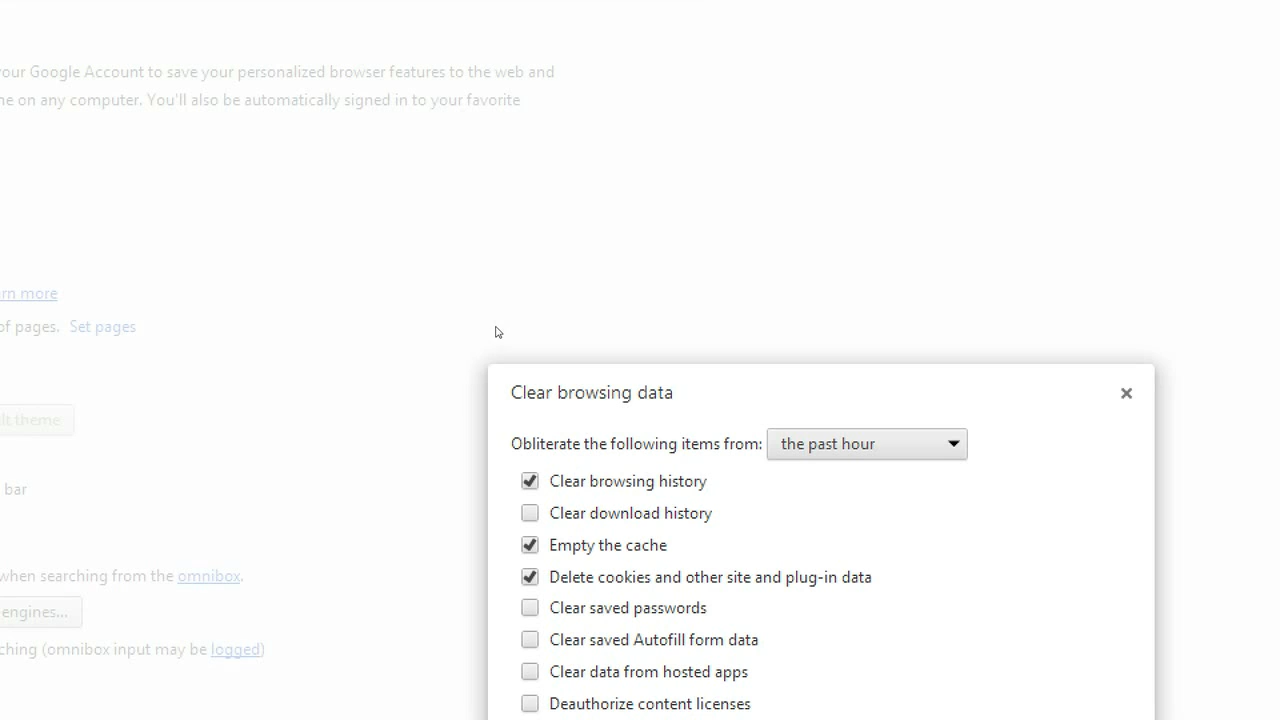 our Google Account to save your personalized browser features to the web and
ne on any computer. You'll also be automatically signed in to your favorite
rn more
of pages. Set pages
lt theme
bar
when searching from the omnibox.
engines...
ching (omnibox input may be logged)
Clear browsing data
Obliterate the following items from: the past hour
Clear browsing history
Clear download history
Empty the cache
Delete cookies and other site and plug-in data
Clear saved passwords
Clear saved Autofill form data
Clear data from hosted apps
Deauthorize content licenses